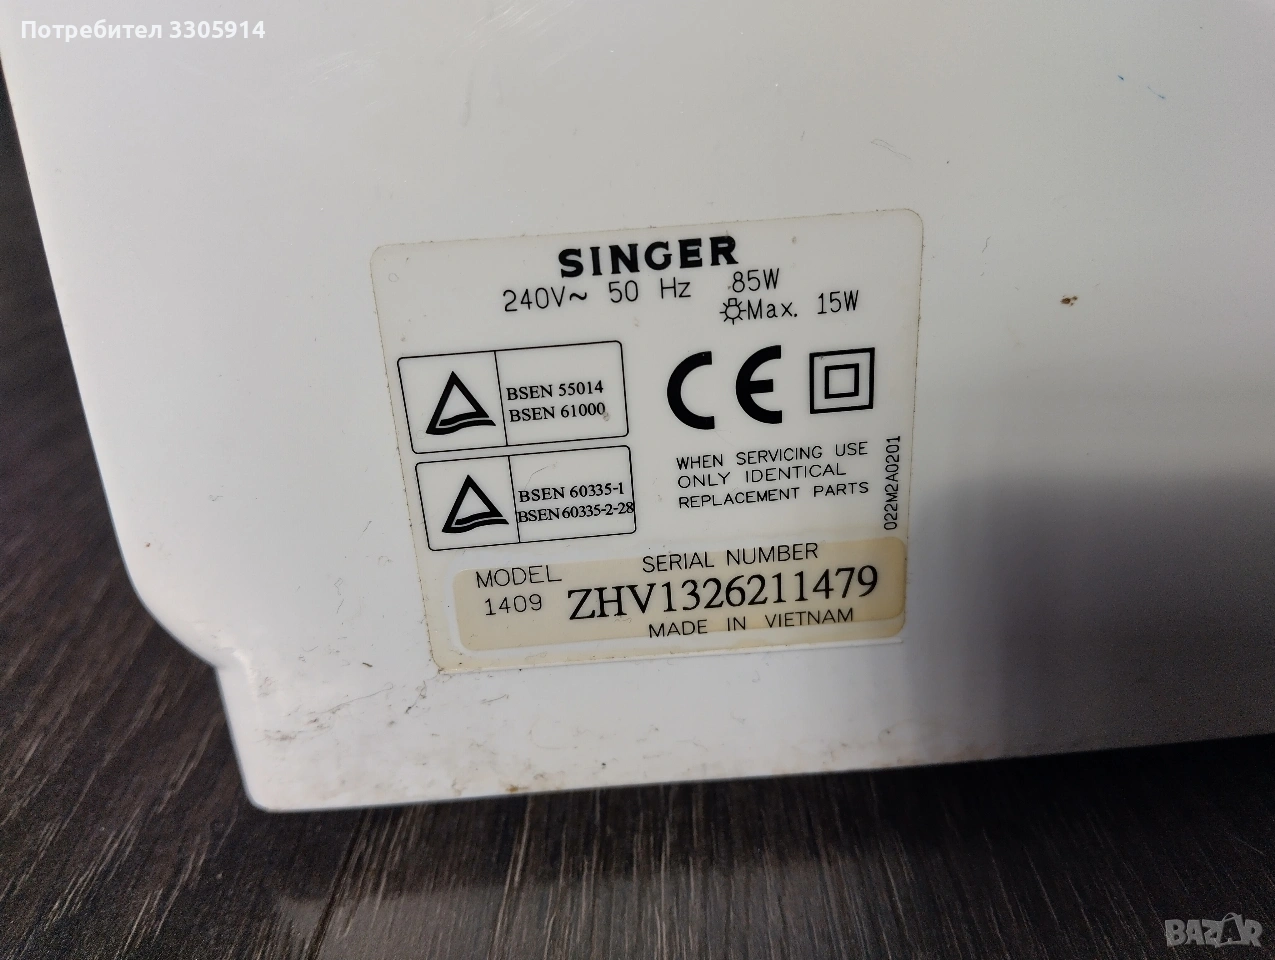 Потребител 3305914
SINGER
240V~ 50 Hz 85W
Max. 15W
BSEN 55014
BSEN 61000
BSEN 60335-1
BSEN 60335-2-28
CE
WHEN SERVICING USE
ONLY IDENTICAL
REPLACEMENT PARTS
022M2A0201
MODEL
1409
SERIAL NUMBER
ZHV1326211479
MADE IN VIETNAM
BAZAR